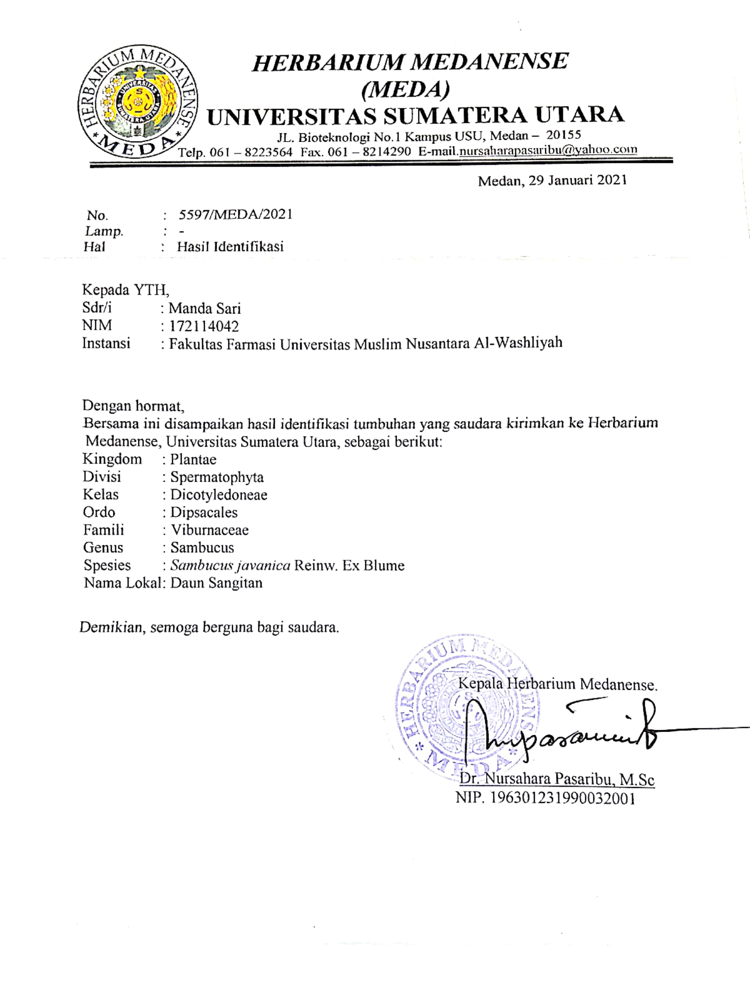 HERBARIUM MEDANENSE
* MEDA *
UNIVERSITAS
SUMATERA UTARA
HERBARIUM MEDANENSE
(MEDA)
UNIVERSITAS SUMATERA UTARA
JL. Bioteknologi No.1 Kampus USU, Medan – 20155
Telp. 061 – 8223564 Fax. 061 – 8214290 E-mail.nursaharapasaribu@yahoo.com
Medan, 29 Januari 2021
No. : 5597/MEDA/2021
Lamp. : -
Hal : Hasil Identifikasi
Kepada YTH,
Sdr/i : Manda Sari
NIM : 172114042
Instansi : Fakultas Farmasi Universitas Muslim Nusantara Al-Washliyah
Dengan hormat,
Bersama ini disampaikan hasil identifikasi tumbuhan yang saudara kirimkan ke Herbarium
Medanense, Universitas Sumatera Utara, sebagai berikut:
Kingdom : Plantae
Divisi : Spermatophyta
Kelas : Dicotyledoneae
Ordo : Dipsacales
Famili : Viburnaceae
Genus : Sambucus
Spesies : Sambucus javanica Reinw. Ex Blume
Nama Lokal: Daun Sangitan
Demikian, semoga berguna bagi saudara.
HERBARIUM MEDANENS
* MEDA *
Kepala Herbarium Medanense.
Dr. Nursahara Pasaribu, M.Sc
NIP. 196301231990032001